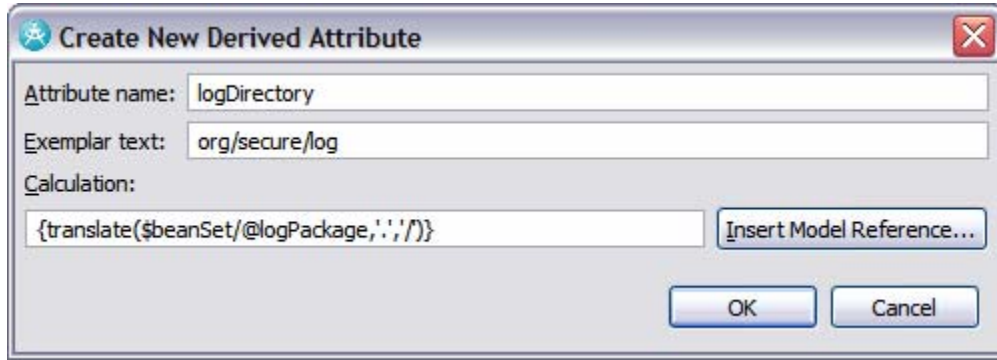 Create New Derived Attribute
Attribute name: logDirectory
Exemplar text: org/secure/log
Calculation:
{translate($beanSet/@logPackage,'.','/')} Insert Model Reference...
OK Cancel